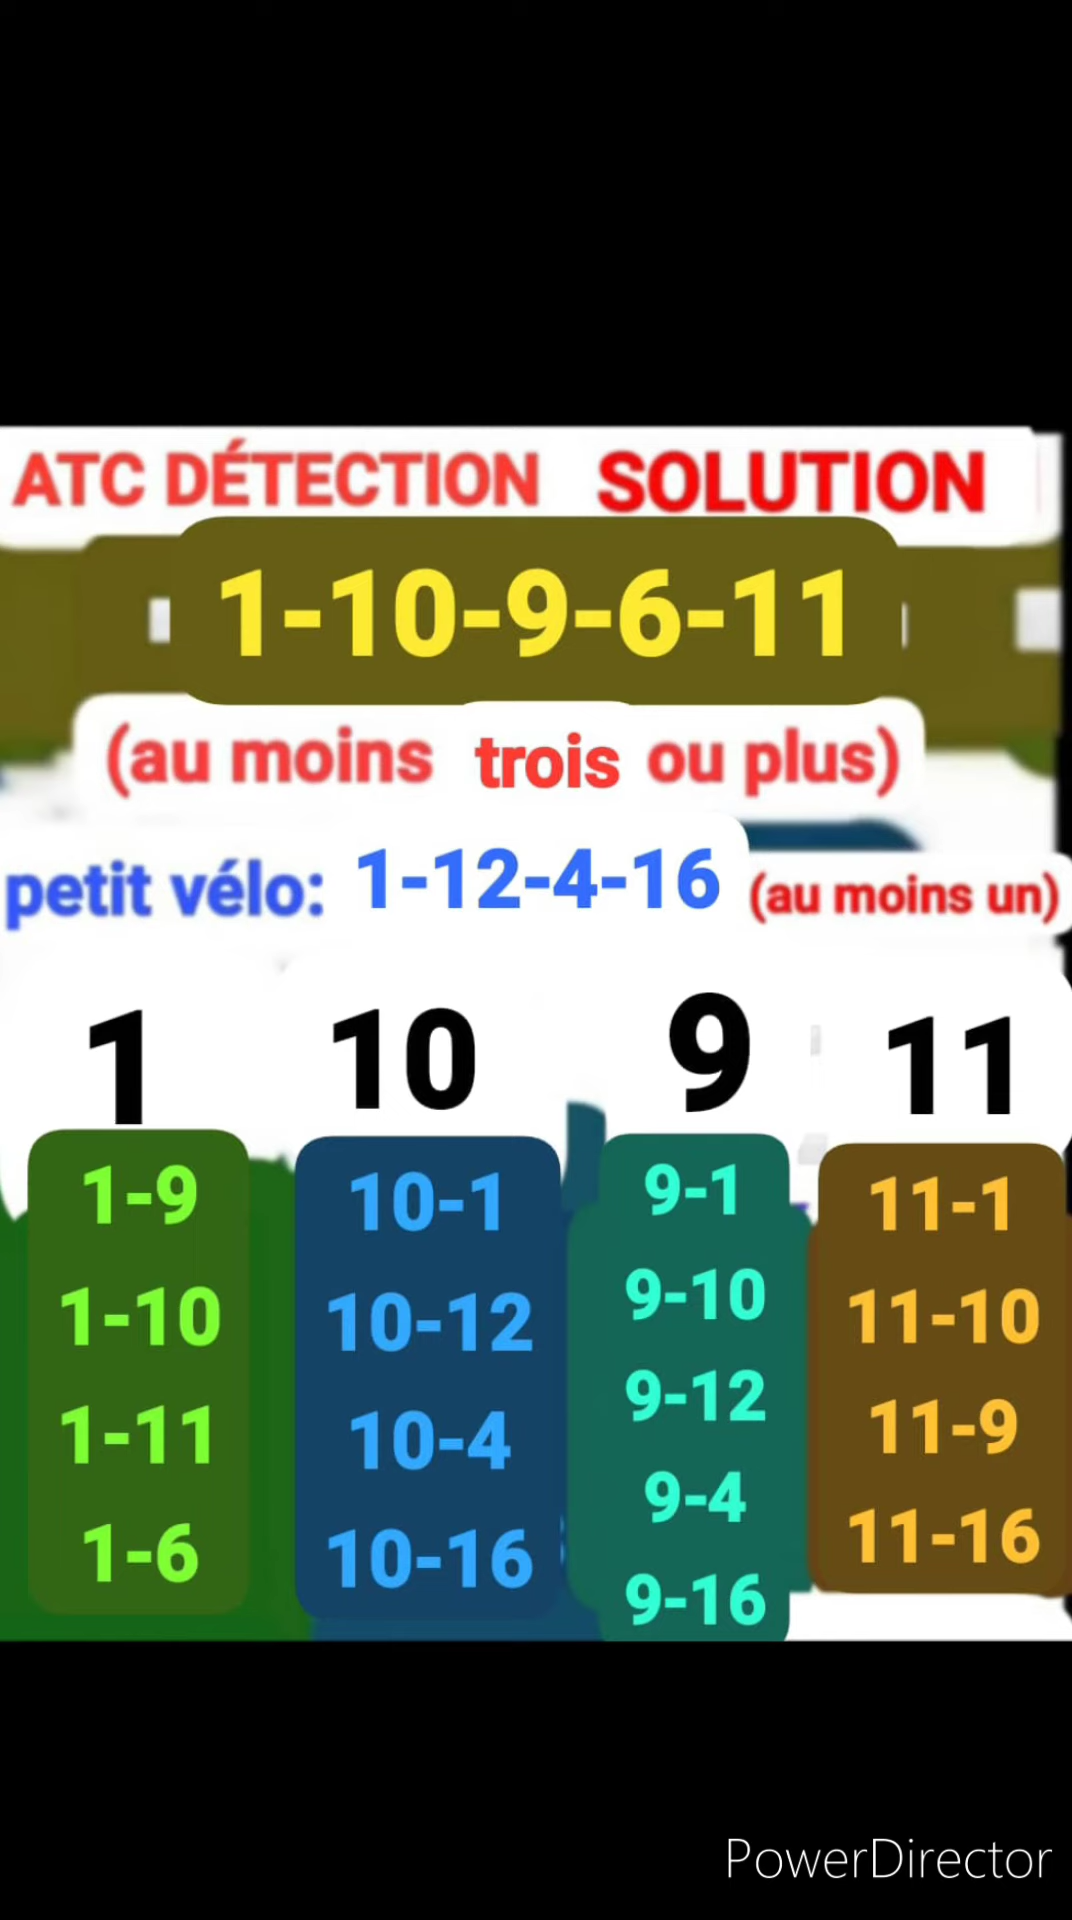 ATC DÉTECTION SOLUTION
1-10-9-6-11
(au moins trois ou plus)
petit vélo: 1-12-4-16 (au moins un)
1 10 9 11
1-9 10-1 9-1 11-1
1-10 10-12 9-10 11-10
1-11 10-4 9-12 11-9
1-6 10-16 9-4 11-16
9-16
PowerDirector